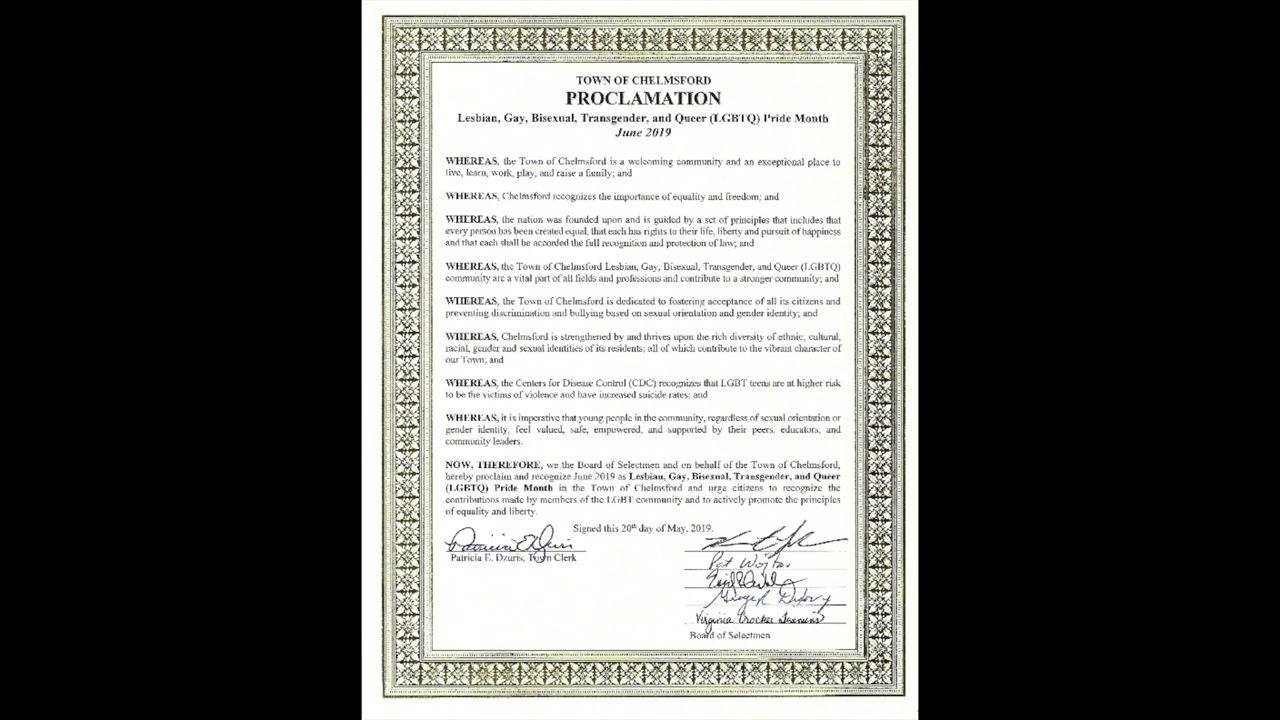 TOWN OF CHELMSFORD
PROCLAMATION
Lesbian, Gay, Bisexual, Transgender, and Queer (LGBTQ) Pride Month
June 2019
WHEREAS, the Town of Chelmsford is a welcoming community and an exceptional place to
live, learn, work, play, and raise a family; and
WHEREAS, Chelmsford recognizes the importance of equality and freedom; and
WHEREAS, the nation was founded upon and is guided by a set of principles that includes that
every person has been created equal, that each has rights to their life, liberty and pursuit of happiness
and that each shall be accorded the full recognition and protection of law; and
WHEREAS, the Town of Chelmsford Lesbian, Gay, Bisexual, Transgender, and Queer (LGBTQ)
community are a vital part of all fields and professions and contribute to a stronger community; and
WHEREAS, the Town of Chelmsford is dedicated to fostering acceptance of all its citizens and
preventing discrimination and bullying based on sexual orientation and gender identity; and
WHEREAS, Chelmsford is strengthened by and thrives upon the rich diversity of ethnic, cultural,
racial, gender and sexual identities of its residents; all of which contribute to the vibrant character of
our Town; and
WHEREAS, the Centers for Disease Control (CDC) recognizes that LGBT teens are at higher risk
to be the victims of violence and have increased suicide rates; and
WHEREAS, it is imperative that young people in the community, regardless of sexual orientation or
gender identity, feel valued, safe, empowered, and supported by their peers, educators, and
community leaders.
NOW, THEREFORE, we the Board of Selectmen and on behalf of the Town of Chelmsford,
hereby proclaim and recognize June 2019 as Lesbian, Gay, Bisexual, Transgender, and Queer
(LGBTQ) Pride Month in the Town of Chelmsford and urge citizens to recognize the
contributions made by members of the LGBT community and to actively promote the principles
of equality and liberty.
Signed this 20th day of May, 2019.
Patricia E. Dzuris, Town Clerk
Pat Wojtas
Virginia Crocker Timmins
Board of Selectmen